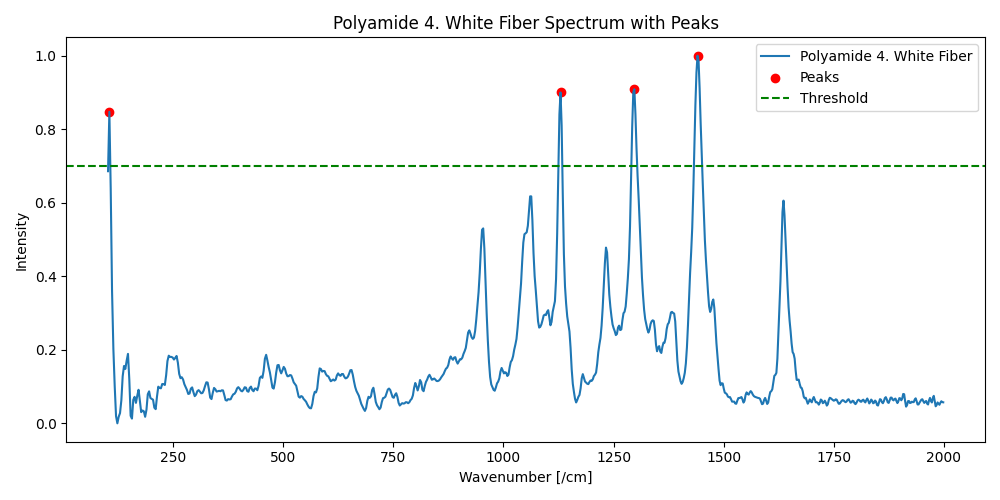 Polyamide 4. White Fiber Spectrum with Peaks
Polyamide 4. White Fiber
Peaks
Threshold
Intensity
1.0
0.8
0.6
0.4
0.2
0.0
250
500
750
1000
1250
1500
1750
2000
Wavenumber [/cm]